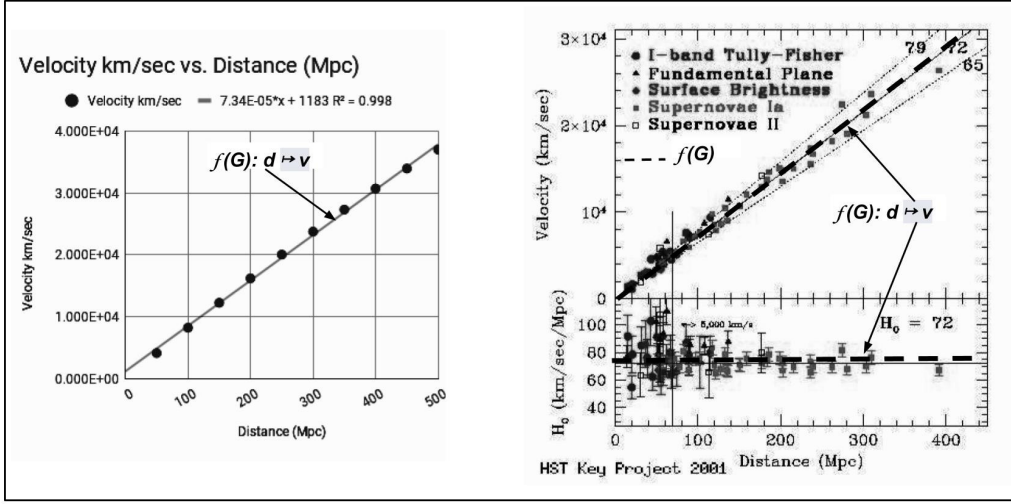 Velocity km/sec vs. Distance (Mpc)
Velocity km/sec 7.34E-05*x + 1183 R² = 0.998
4.000E+04
3.000E+04
2.000E+04
1.000E+04
0.000E+00
Velocity km/sec
f(G): d ↦ v
0 100 200 300 400 500
Distance (Mpc)
3×10⁴
2×10⁴
10⁴
0
Velocity (km/sec)
I-band Tully-Fisher
Fundamental Plane
Surface Brightness
Supernovae Ia
Supernovae II
f(G)
79 72 65
f(G): d ↦ v
100
80
60
40
H₀ (km/sec/Mpc)
=> 5,000 km/s
H₀ = 72
0 100 200 300 400
Distance (Mpc)
HST Key Project 2001